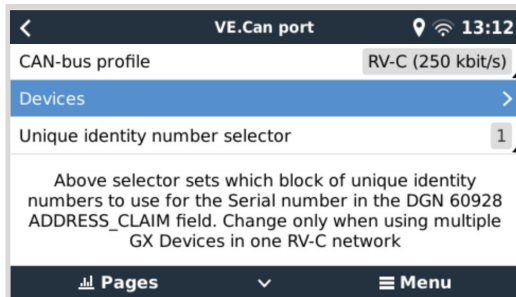 VE.Can port
13:12
CAN-bus profile
RV-C (250 kbit/s)
Devices
Unique identity number selector
1
Above selector sets which block of unique identity
numbers to use for the Serial number in the DGN 60928
ADDRESS_CLAIM field. Change only when using multiple
GX Devices in one RV-C network
Pages
Menu